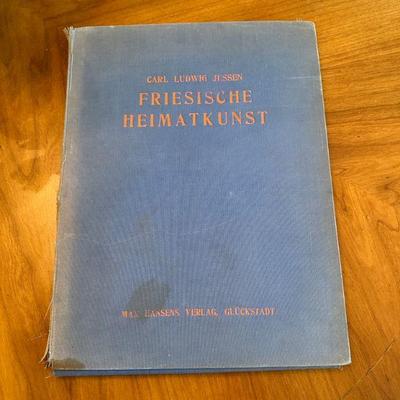 CARL LUDWIG JESSEN
FRIESISCHE
HEIMATKUNST
MAX HANSENS VERLAG, GLÜCKSTADT